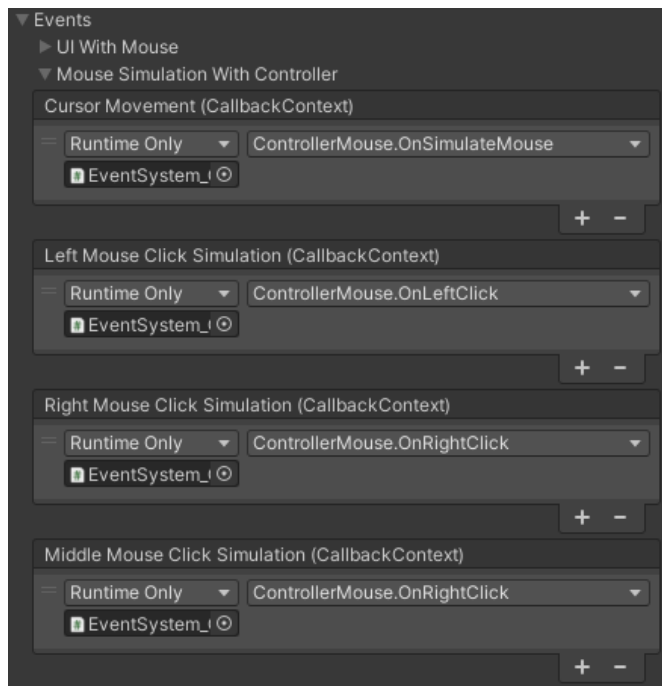 Events
UI With Mouse
Mouse Simulation With Controller
Cursor Movement (CallbackContext)
Runtime Only ControllerMouse.OnSimulateMouse
EventSystem_(
+ -
Left Mouse Click Simulation (CallbackContext)
Runtime Only ControllerMouse.OnLeftClick
EventSystem_(
+ -
Right Mouse Click Simulation (CallbackContext)
Runtime Only ControllerMouse.OnRightClick
EventSystem_(
+ -
Middle Mouse Click Simulation (CallbackContext)
Runtime Only ControllerMouse.OnRightClick
EventSystem_(
+ -